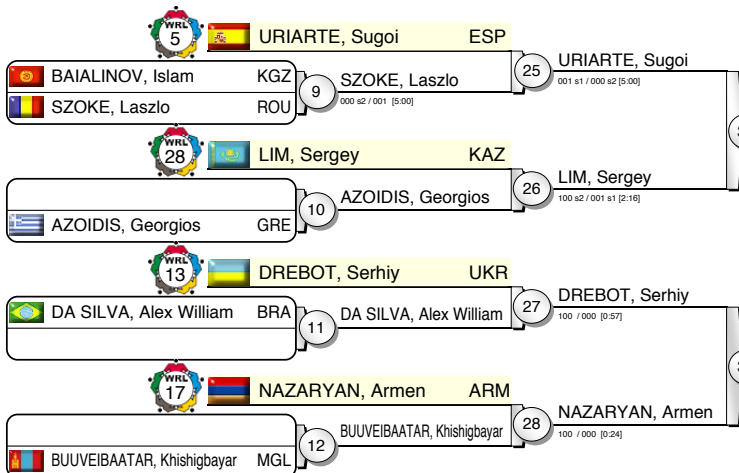 WRL 5 URIARTE, Sugoi ESP
BAIALINOV, Islam KGZ
SZOKE, Laszlo ROU
9 SZOKE, Laszlo
000 s2 / 001 [5:00]
25 URIARTE, Sugoi
001 s1 / 000 s2 [5:00]
WRL 28 LIM, Sergey KAZ
AZOIDIS, Georgios GRE
10 AZOIDIS, Georgios
26 LIM, Sergey
100 s2 / 001 s1 [2:16]
WRL 13 DREBOT, Serhiy UKR
DA SILVA, Alex William BRA
11 DA SILVA, Alex William
27 DREBOT, Serhiy
100 / 000 [0:57]
WRL 17 NAZARYAN, Armen ARM
BUUVEIBAATAR, Khishigbayar MGL
12 BUUVEIBAATAR, Khishigbayar
28 NAZARYAN, Armen
100 / 000 [0:24]